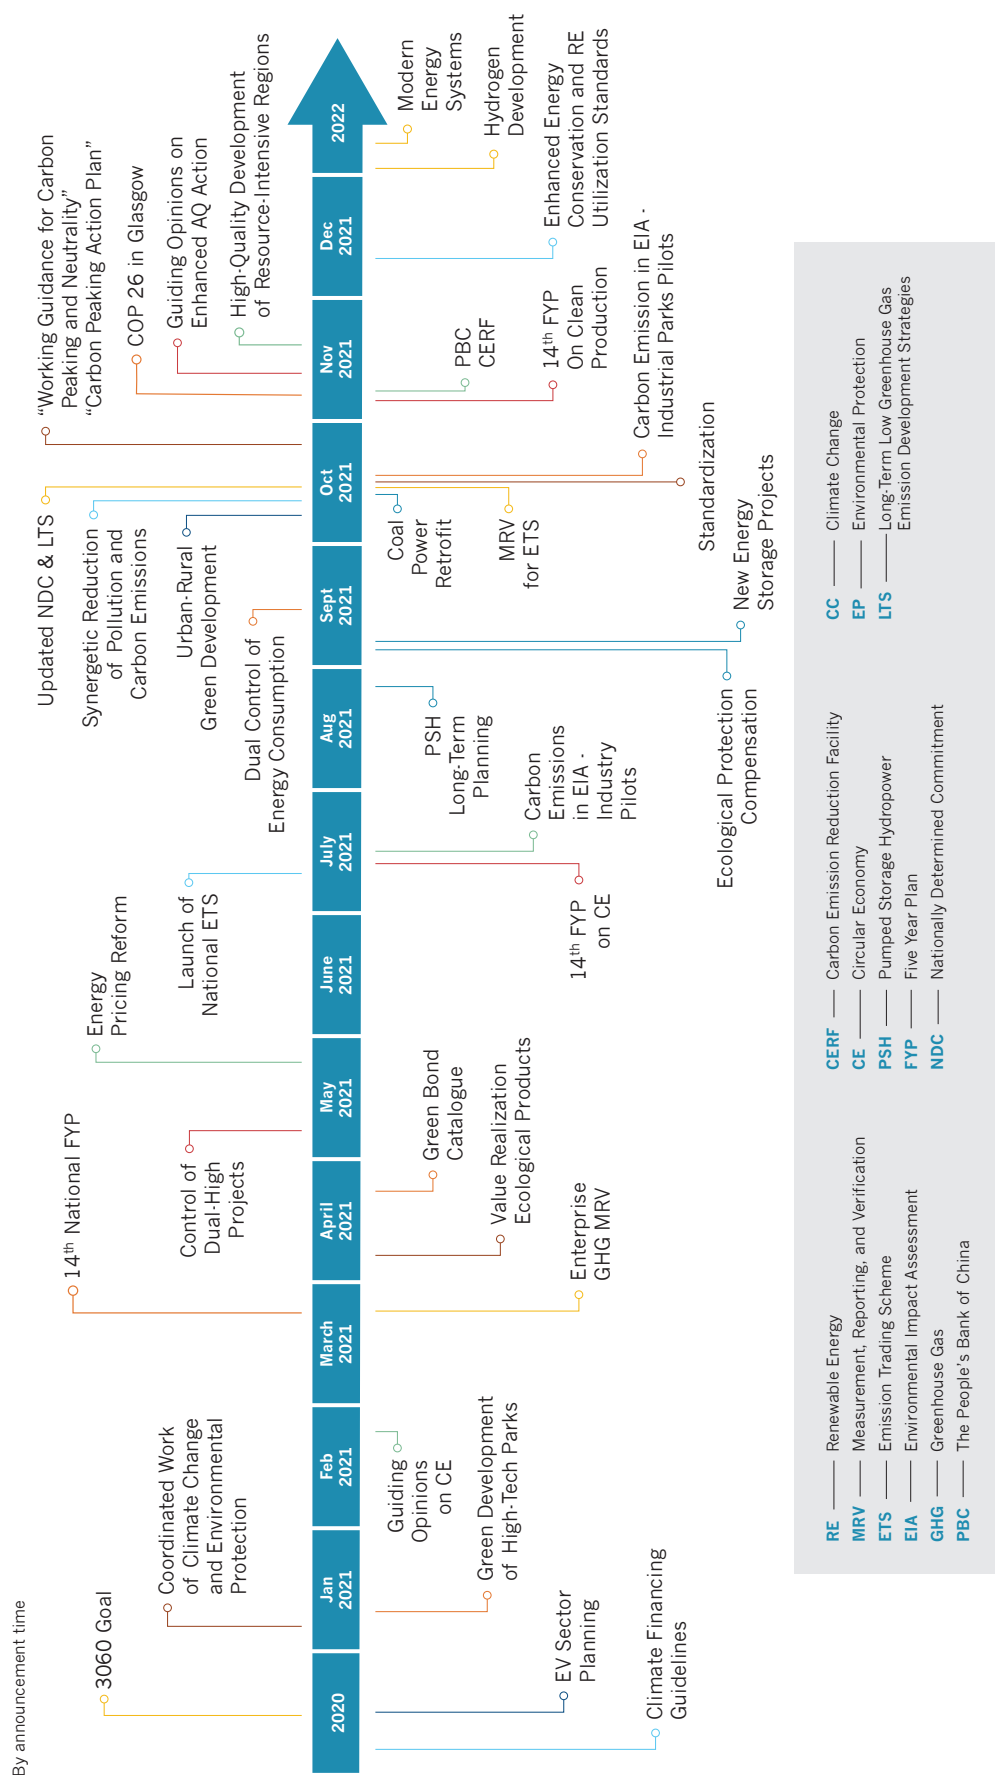 By announcement time
3060 Goal
Coordinated Work
of Climate Change
and Environmental
Protection
14th National FYP
Control of
Dual-High
Projects
Energy
Pricing Reform
Launch of
National ETS
Dual Control of
Energy Consumption
Urban-Rural
Green Development
Synergetic Reduction
of Pollution and
Carbon Emissions
Updated NDC & LTS
“Working Guidance for Carbon
Peaking and Neutrality”
“Carbon Peaking Action Plan”
COP 26 in Glasgow
Guiding Opinions on
Enhanced AQ Action
High-Quality Development
of Resource-Intensive Regions
2020
Jan
2021
Feb
2021
March
2021
April
2021
May
2021
June
2021
July
2021
Aug
2021
Sept
2021
Oct
2021
Nov
2021
Dec
2021
2022
Climate Financing
Guidelines
EV Sector
Planning
Green Development
of High-Tech Parks
Guiding
Opinions
on CE
Enterprise
GHG MRV
Value Realization
Ecological Products
Green Bond
Catalogue
14th FYP
on CE
Carbon
Emissions
in EIA -
Industry
Pilots
PSH
Long-Term
Planning
Ecological Protection
Compensation
New Energy
Storage Projects
Coal
Power
Retrofit
MRV
for ETS
Standardization
Carbon Emission in EIA -
Industrial Parks Pilots
14th FYP
On Clean
Production
PBC
CERF
Enhanced Energy
Conservation and RE
Utilization Standards
Hydrogen
Development
Modern
Energy
Systems
RE Renewable Energy
MRV Measurement, Reporting, and Verification
ETS Emission Trading Scheme
EIA Environmental Impact Assessment
GHG Greenhouse Gas
PBC The People’s Bank of China
CERF Carbon Emission Reduction Facility
CE Circular Economy
PSH Pumped Storage Hydropower
FYP Five Year Plan
NDC Nationally Determined Commitment
CC Climate Change
EP Environmental Protection
LTS Long-Term Low Greenhouse Gas
Emission Development Strategies